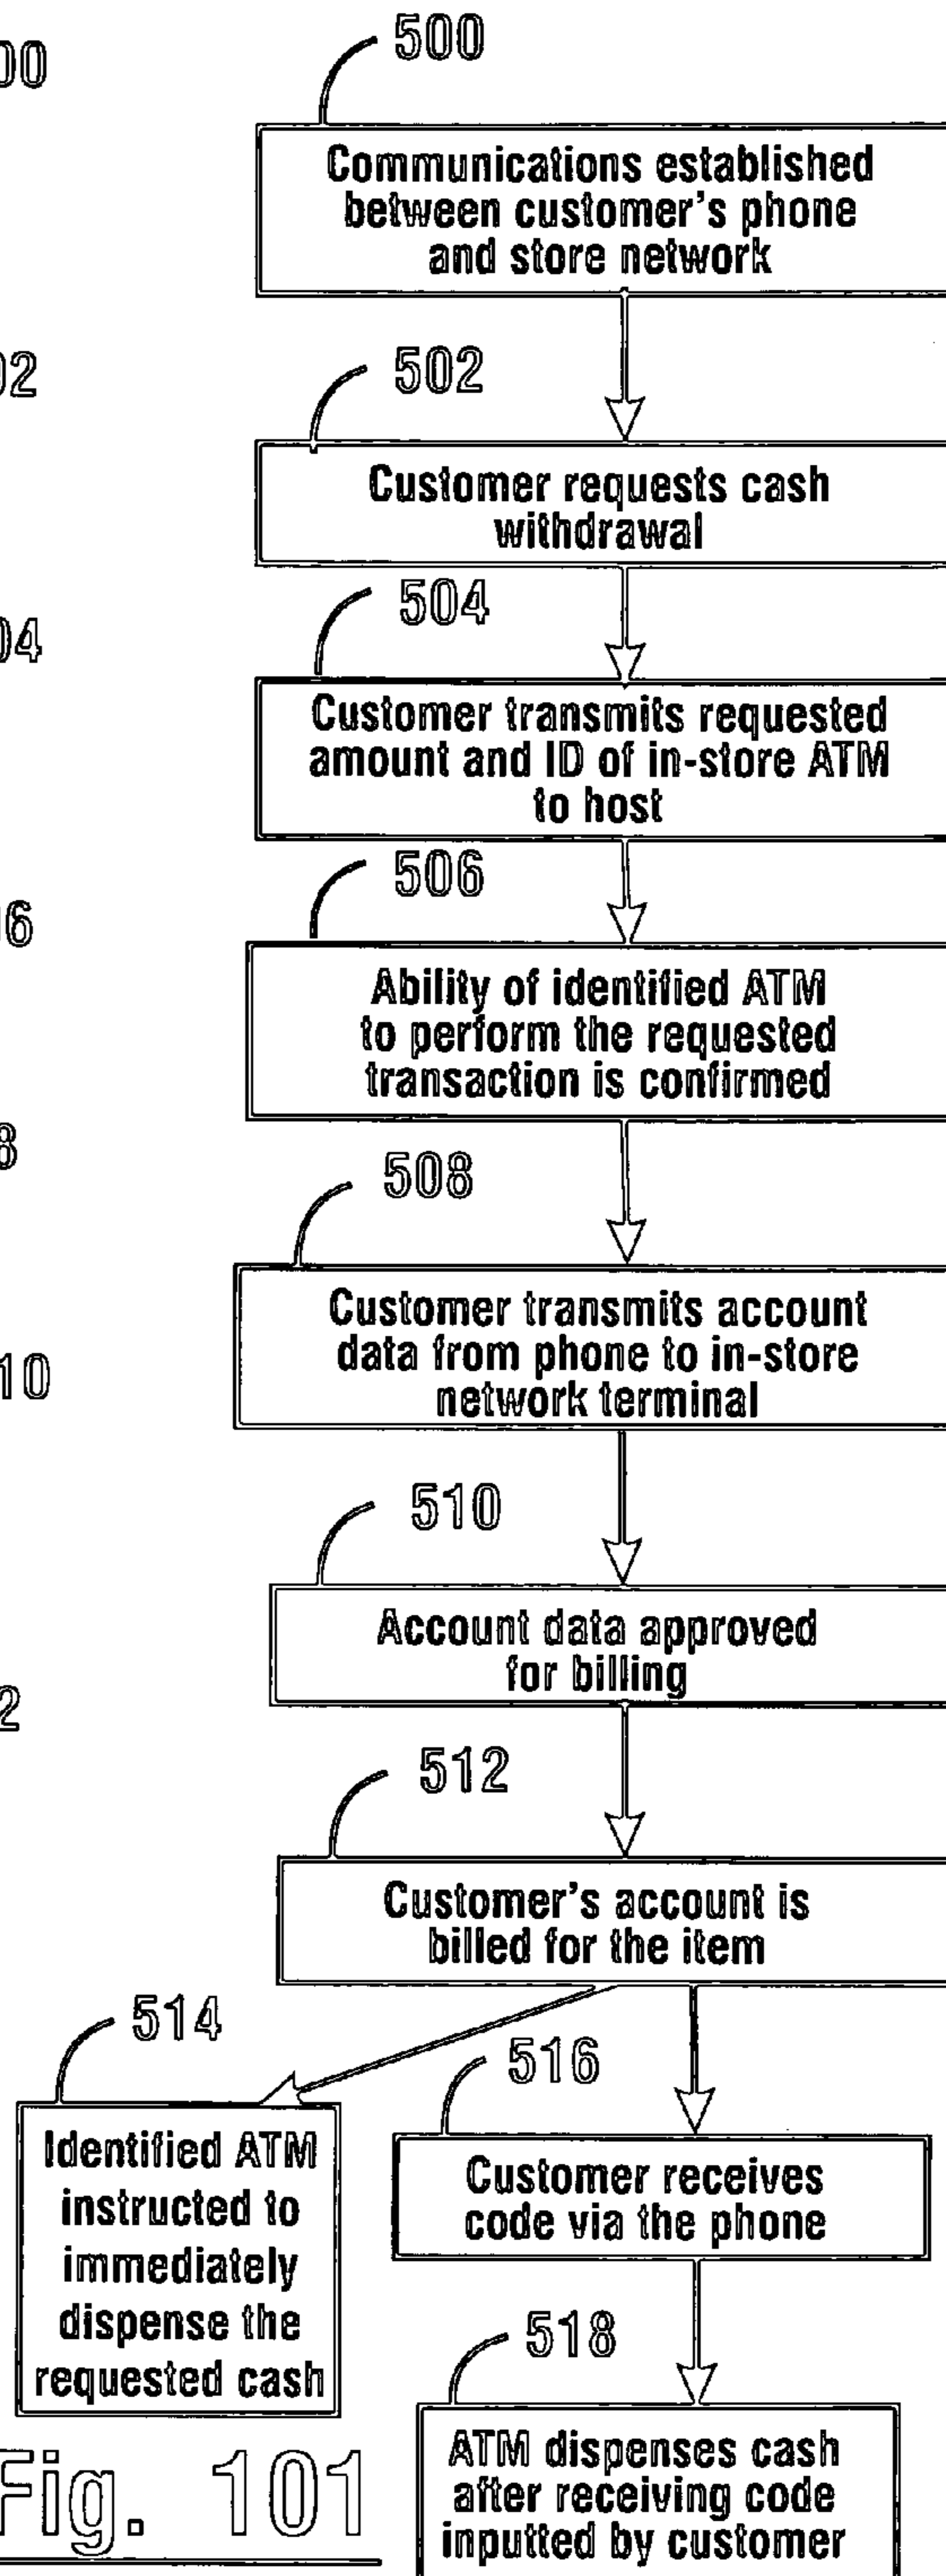 500
Communications established
between customer's phone
and store network
502
Customer requests cash
withdrawal
504
Customer transmits requested
amount and ID of in-store ATM
to host
506
Ability of identified ATM
to perform the requested
transaction is confirmed
508
Customer transmits account
data from phone to in-store
network terminal
510
Account data approved
for billing
512
Customer's account is
billed for the item
514
Identified ATM
instructed to
immediately
dispense the
requested cash
516
Customer receives
code via the phone
518
ATM dispenses cash
after receiving code
inputted by customer
Fig. 101